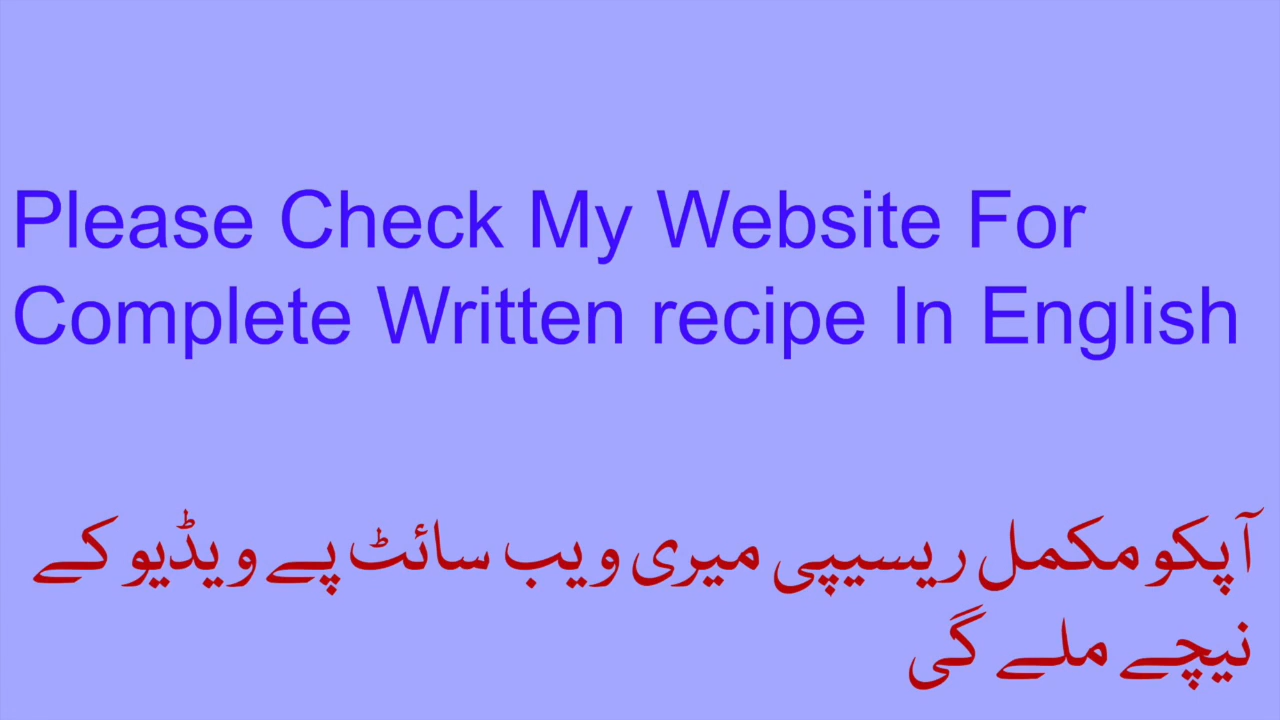 Please Check My Website For
Complete Written recipe In English
آپکو مکمل ریسیپی میری ویب سائٹ پے ویڈیو کے
نیچے ملے گی